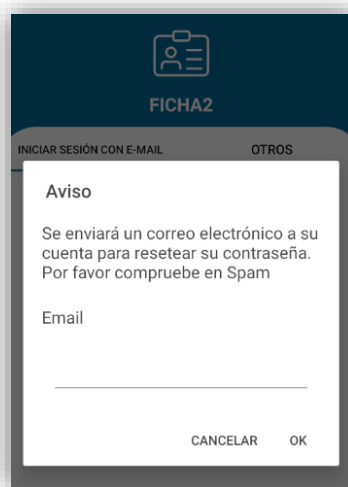 FICHA2
INICIAR SESIÓN CON E-MAIL OTROS
Aviso
Se enviará un correo electrónico a su
cuenta para resetear su contraseña.
Por favor compruebe en Spam
Email
CANCELAR OK